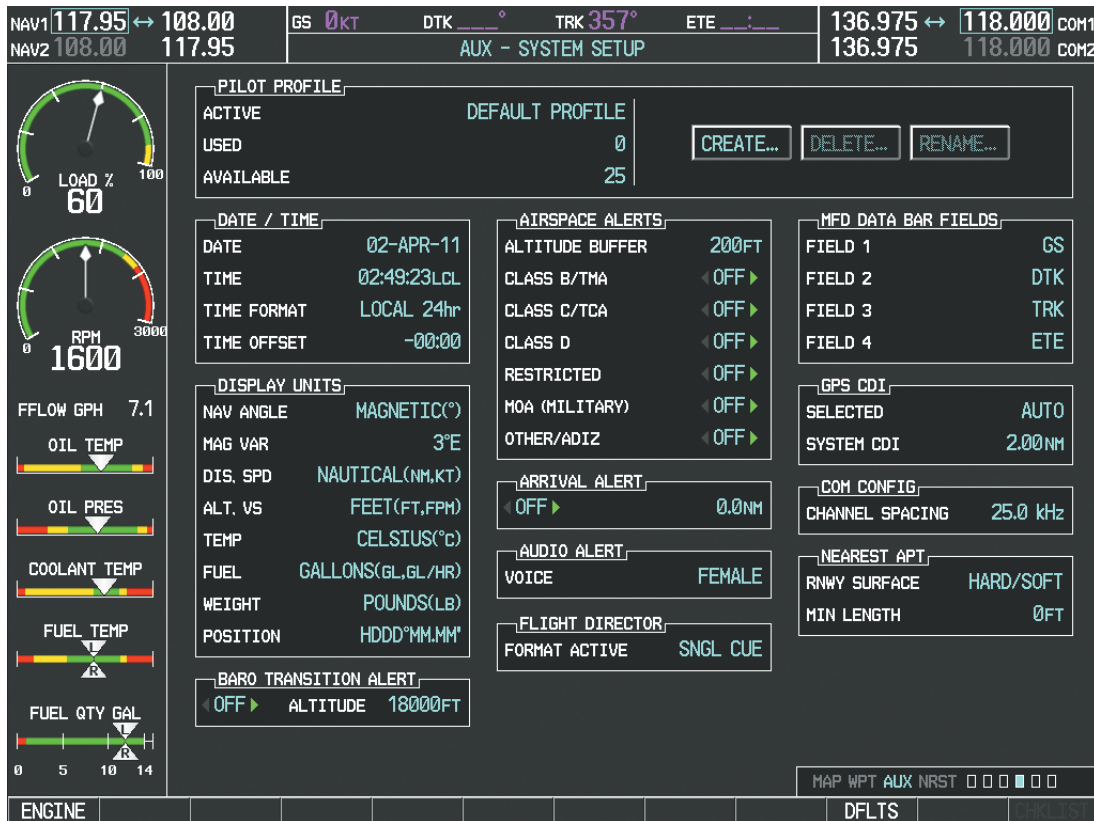 NAV1 117.95 ↔ 108.00
NAV2 108.00 117.95
GS 0KT DTK ___° TRK 357° ETE __:__
AUX - SYSTEM SETUP
136.975 ↔ 118.000 COM1
136.975 118.000 COM2
0 100
LOAD %
60
0 3000
RPM
1600
FFLOW GPH 7.1
OIL TEMP
OIL PRES
COOLANT TEMP
FUEL TEMP
L
R
FUEL QTY GAL
L
R
0 5 10 14
PILOT PROFILE
ACTIVE DEFAULT PROFILE
USED 0
AVAILABLE 25
CREATE... DELETE... RENAME...
DATE / TIME
DATE 02-APR-11
TIME 02:49:23LCL
TIME FORMAT LOCAL 24hr
TIME OFFSET -00:00
DISPLAY UNITS
NAV ANGLE MAGNETIC(°)
MAG VAR 3°E
DIS, SPD NAUTICAL(NM,KT)
ALT, VS FEET(FT,FPM)
TEMP CELSIUS(°C)
FUEL GALLONS(GL,GL/HR)
WEIGHT POUNDS(LB)
POSITION HDDD°MM.MM'
BARO TRANSITION ALERT
OFF ALTITUDE 18000FT
AIRSPACE ALERTS
ALTITUDE BUFFER 200FT
CLASS B/TMA OFF
CLASS C/TCA OFF
CLASS D OFF
RESTRICTED OFF
MOA (MILITARY) OFF
OTHER/ADIZ OFF
ARRIVAL ALERT
OFF 0.0NM
AUDIO ALERT
VOICE FEMALE
FLIGHT DIRECTOR
FORMAT ACTIVE SNGL CUE
MFD DATA BAR FIELDS
FIELD 1 GS
FIELD 2 DTK
FIELD 3 TRK
FIELD 4 ETE
GPS CDI
SELECTED AUTO
SYSTEM CDI 2.00NM
COM CONFIG
CHANNEL SPACING 25.0 kHz
NEAREST APT
RNWY SURFACE HARD/SOFT
MIN LENGTH 0FT
MAP WPT AUX NRST
ENGINE DFLTS CHKLIST